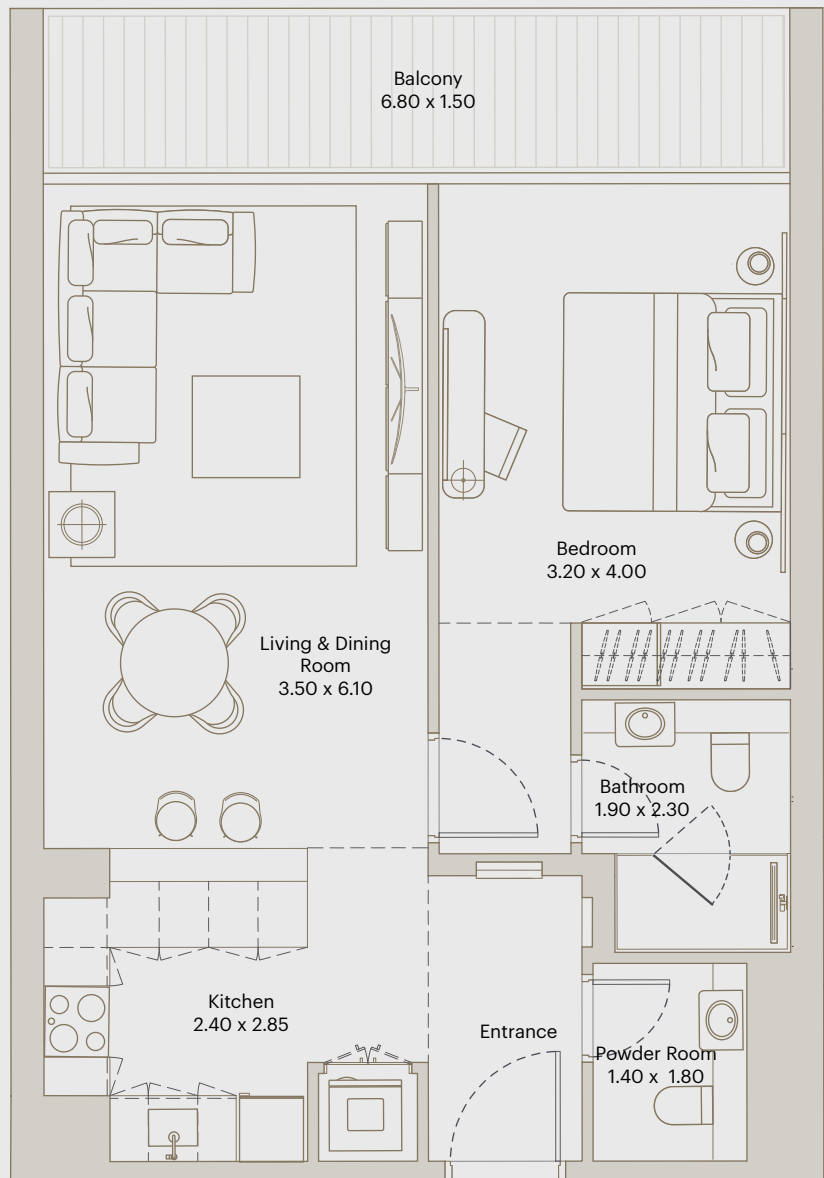 Balcony
6.80 x 1.50
Bedroom
3.20 x 4.00
Living & Dining
Room
3.50 x 6.10
Bathroom
1.90 x 2.30
Kitchen
2.40 x 2.85
Entrance
Powder Room
1.40 x 1.80